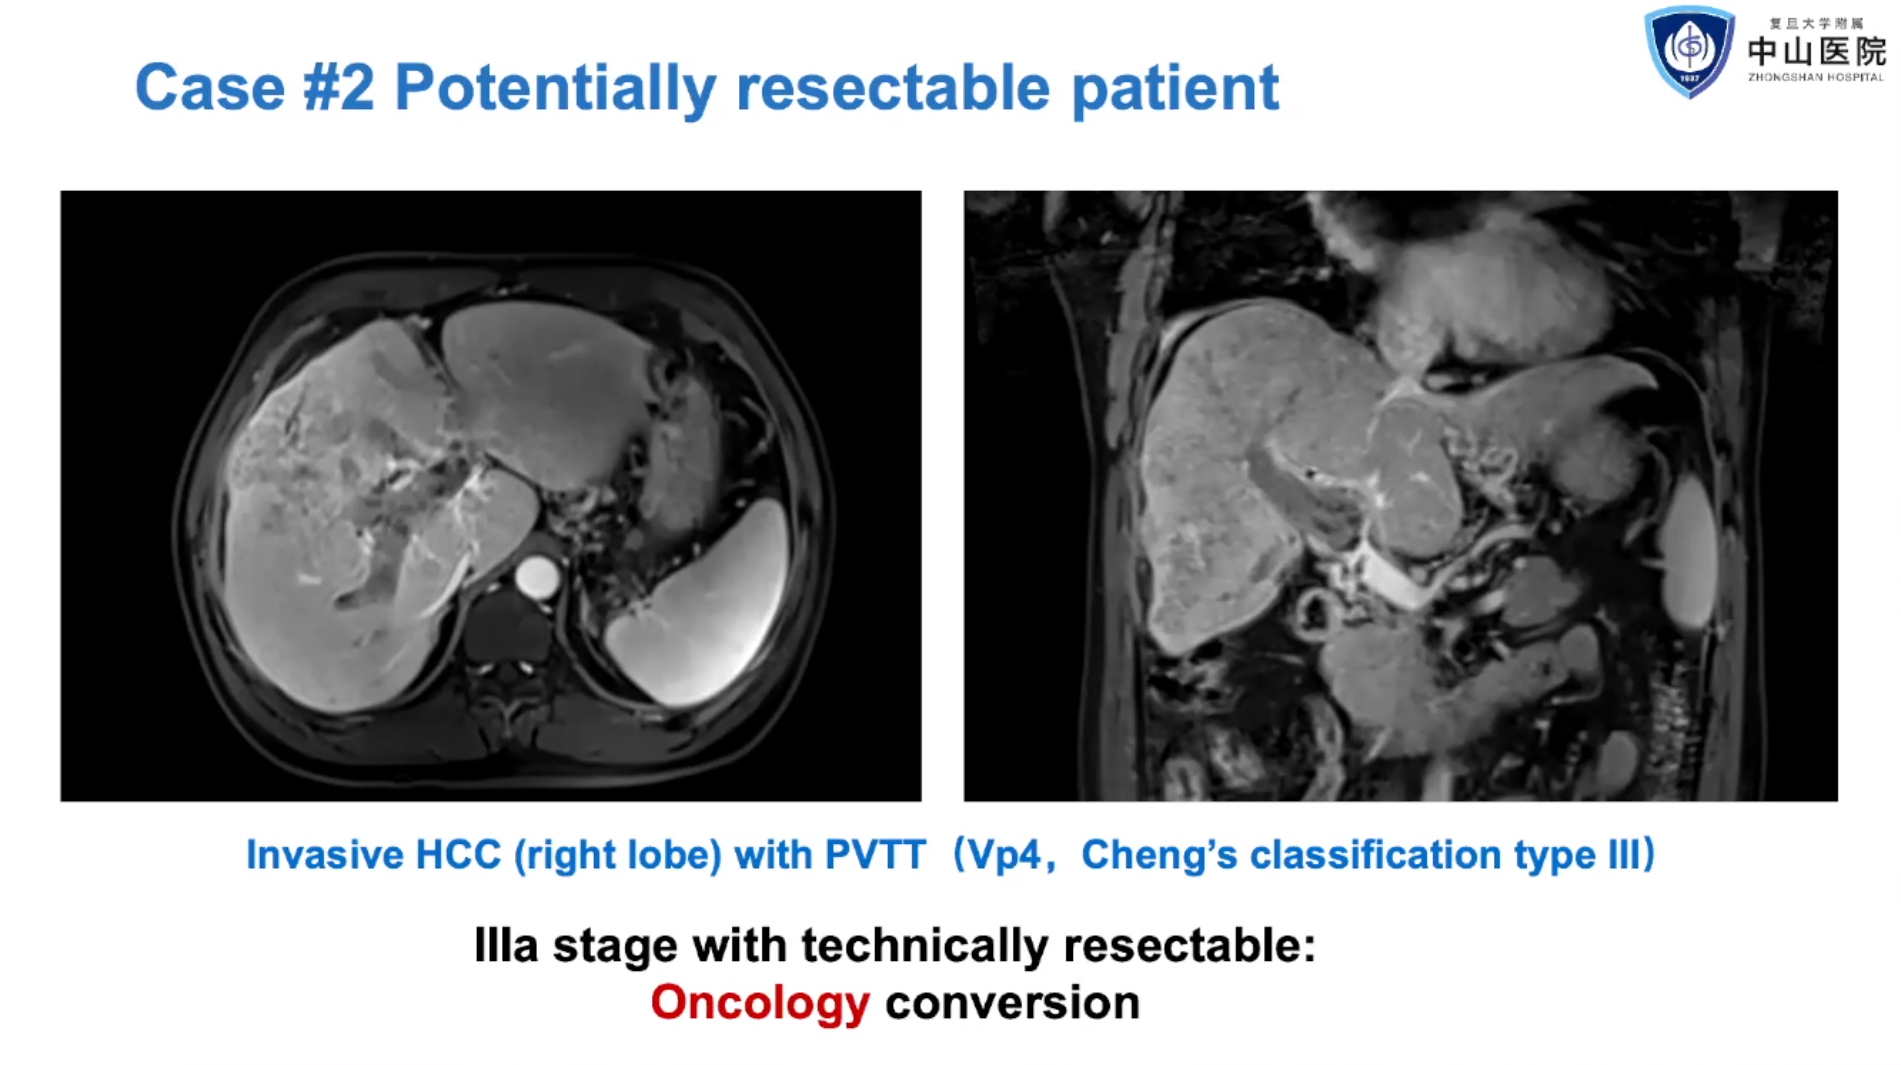 复旦大学附属
中山医院
ZHONGSHAN HOSPITAL
1937
Case #2 Potentially resectable patient
Invasive HCC (right lobe) with PVTT（Vp4，Cheng’s classification type III）
IIIa stage with technically resectable:
Oncology conversion